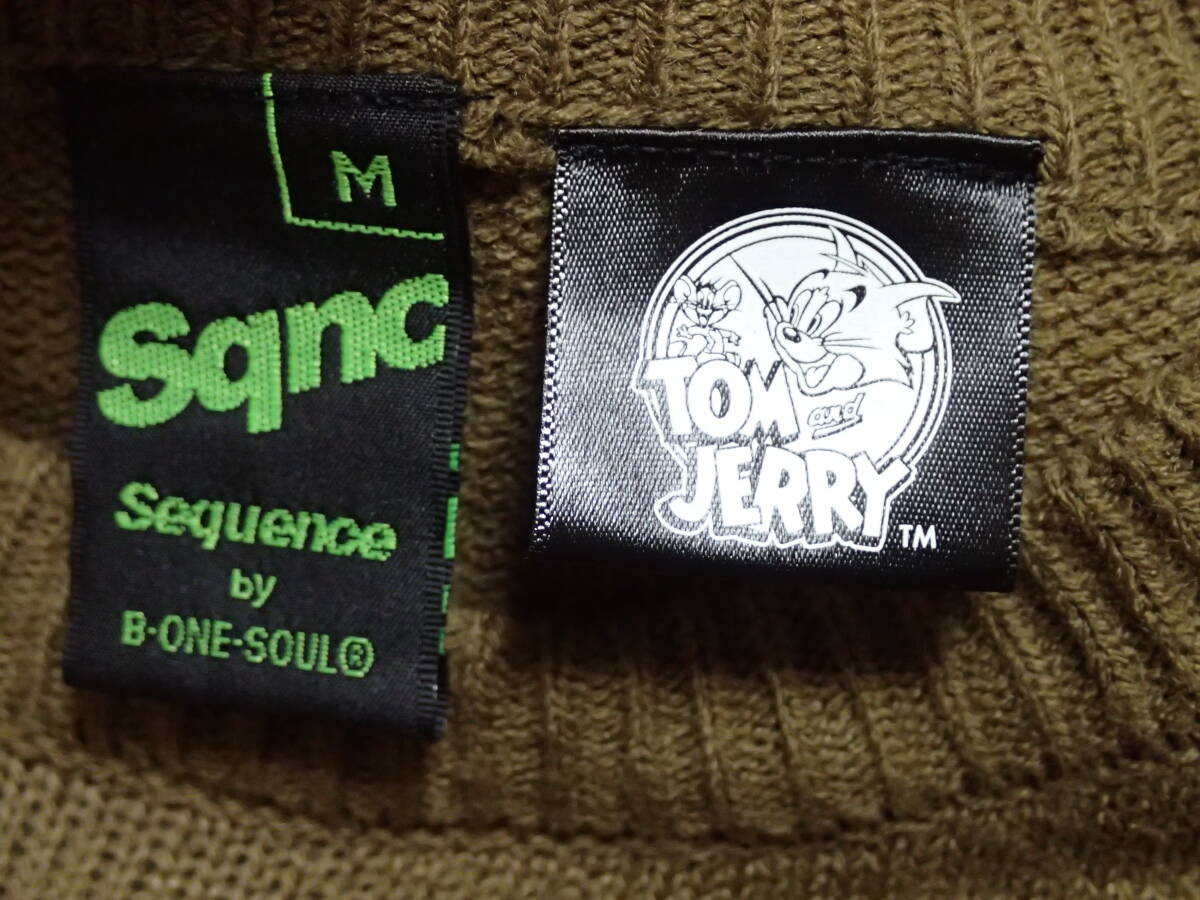 M
sqnc
Sequence
by
B-ONE-SOUL®
TOM and
JERRY TM